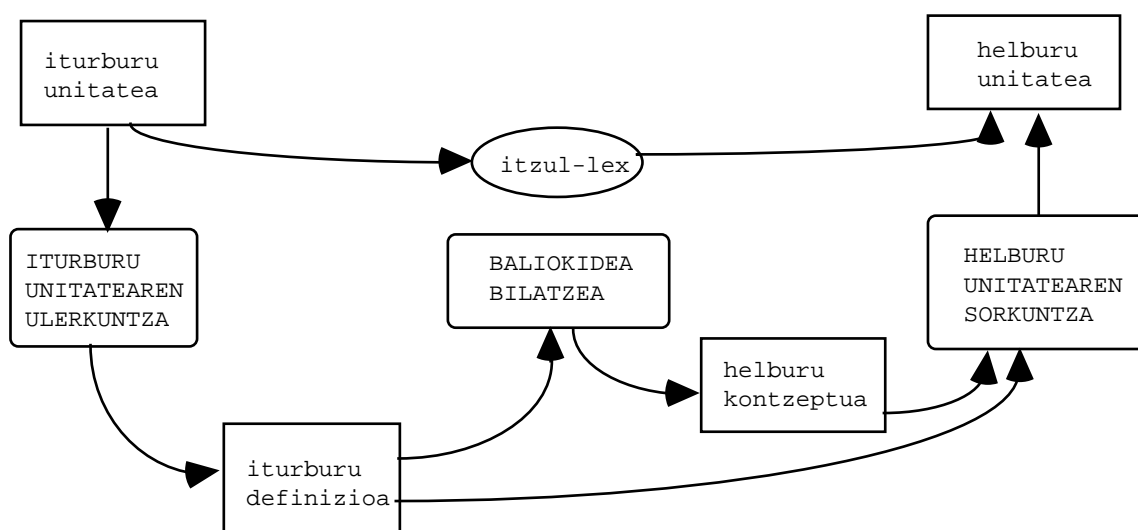 iturburu
unitatea
helburu
unitatea
itzul-lex
ITURBURU
UNITATEAREN
ULERKUNTZA
BALIOKIDEA
BILATZEA
HELBURU
UNITATEAREN
SORKUNTZA
helburu
kontzeptua
iturburu
definizioa